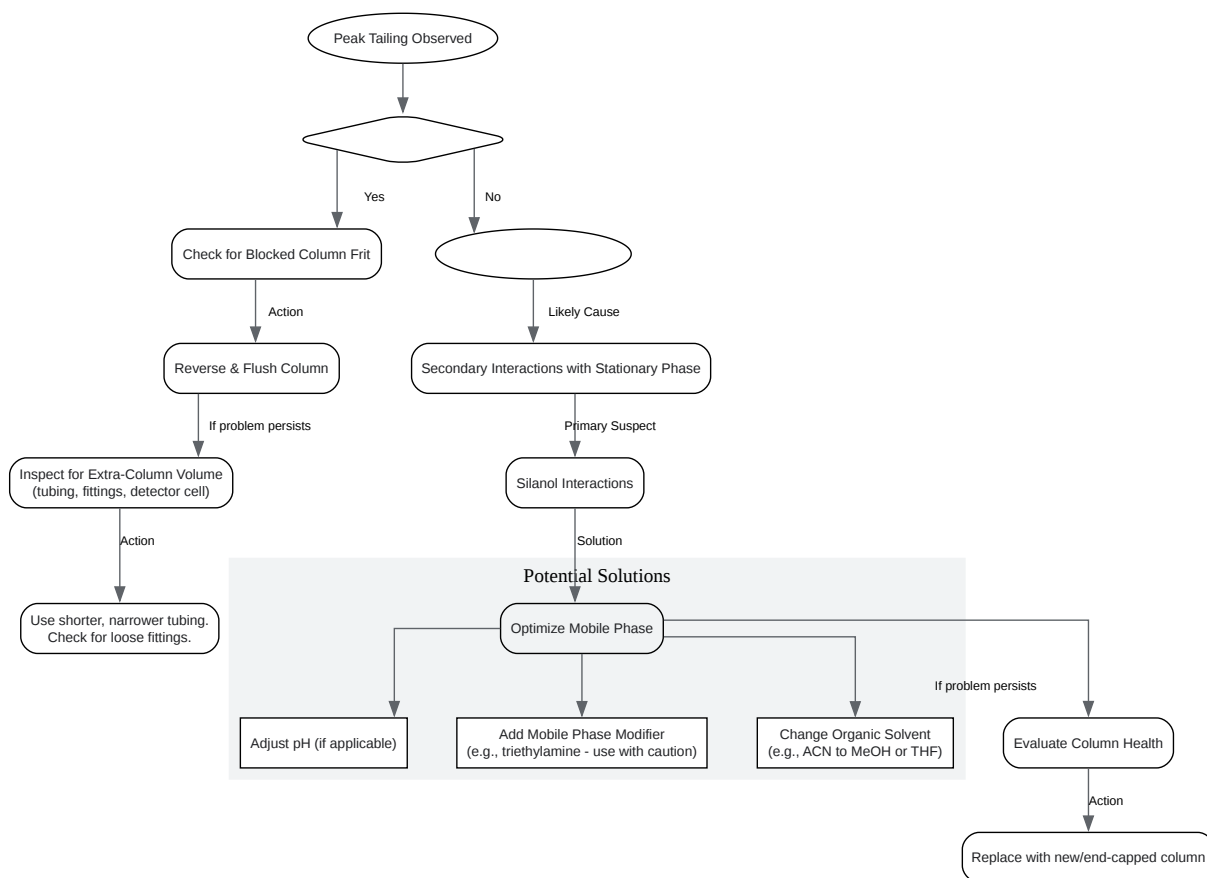 Peak Tailing Observed
Yes
No
Check for Blocked Column Frit
Action
Likely Cause
Reverse & Flush Column
Secondary Interactions with Stationary Phase
If problem persists
Primary Suspect
Inspect for Extra-Column Volume
(tubing, fittings, detector cell)
Silanol Interactions
Action
Solution
Potential Solutions
Use shorter, narrower tubing.
Check for loose fittings.
Optimize Mobile Phase
If problem persists
Adjust pH (if applicable)
Add Mobile Phase Modifier
(e.g., triethylamine - use with caution)
Change Organic Solvent
(e.g., ACN to MeOH or THF)
Evaluate Column Health
Action
Replace with new/end-capped column